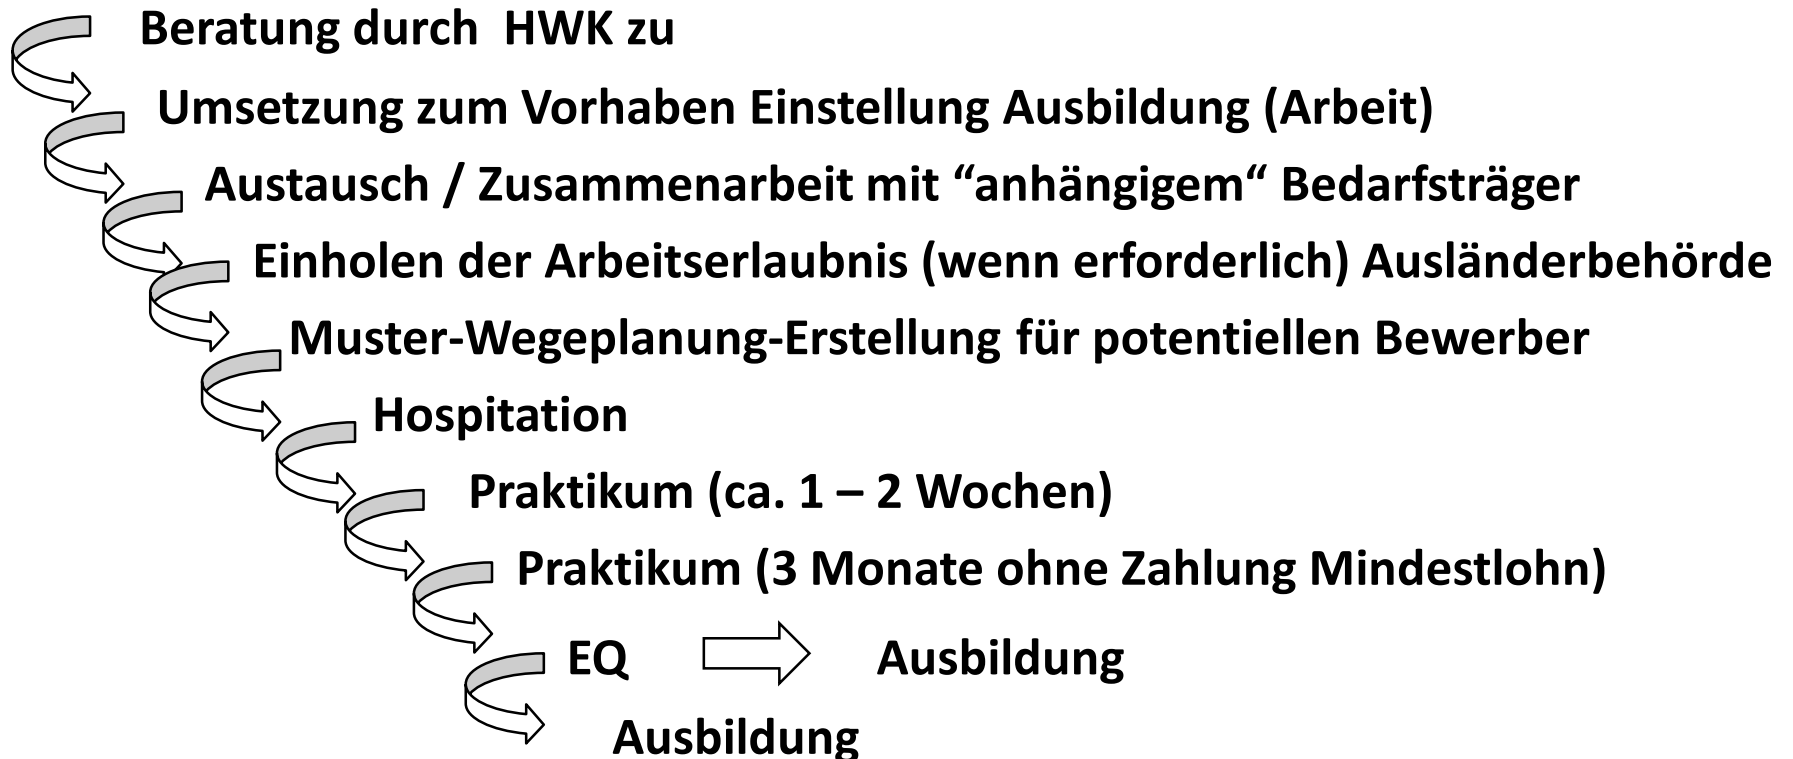 Beratung durch HWK zu
Umsetzung zum Vorhaben Einstellung Ausbildung (Arbeit)
Austausch / Zusammenarbeit mit “anhängigem“ Bedarfsträger
Einholen der Arbeitserlaubnis (wenn erforderlich) Ausländerbehörde
Muster-Wegeplanung-Erstellung für potentiellen Bewerber
Hospitation
Praktikum (ca. 1 – 2 Wochen)
Praktikum (3 Monate ohne Zahlung Mindestlohn)
EQ Ausbildung
Ausbildung